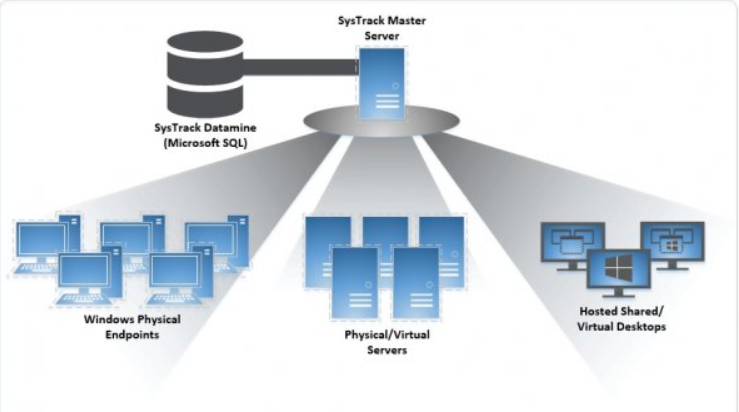 SysTrack Master
Server
SysTrack Datamine
(Microsoft SQL)
Windows Physical
Endpoints
Physical/Virtual
Servers
Hosted Shared/
Virtual Desktops